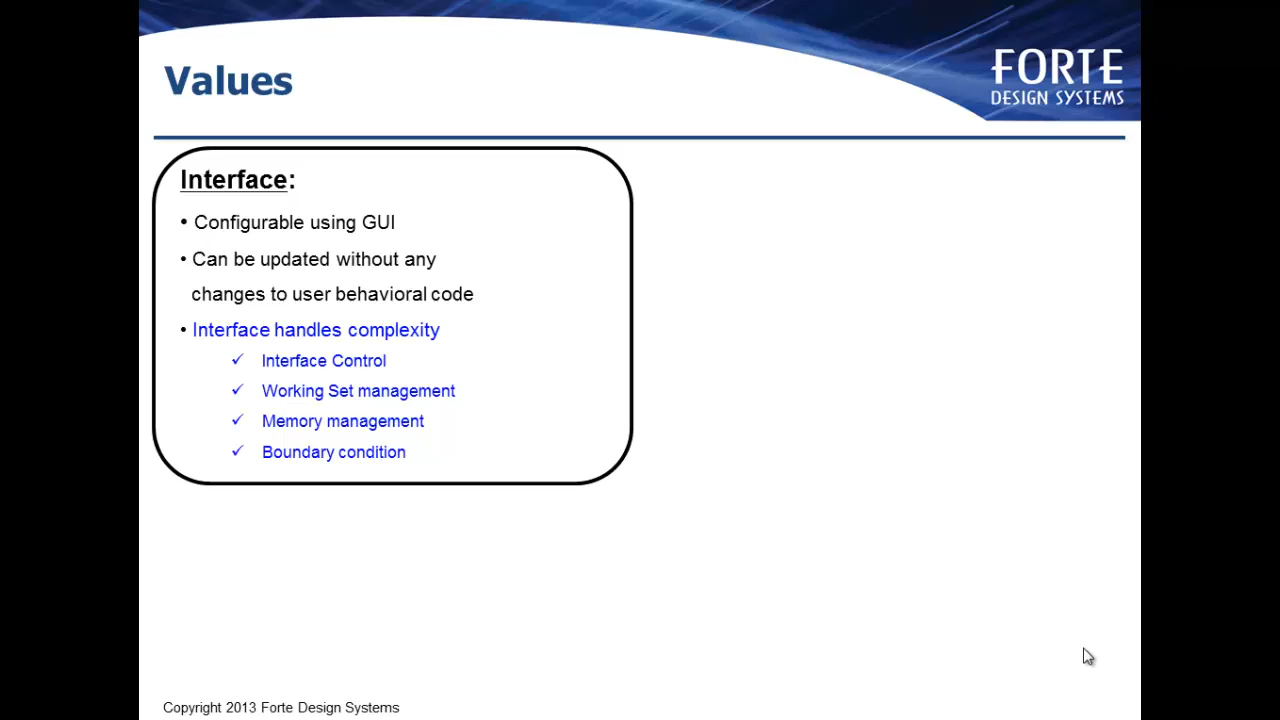 FORTE
DESIGN SYSTEMS
Values
Interface:
• Configurable using GUI
• Can be updated without any
changes to user behavioral code
• Interface handles complexity
✓ Interface Control
✓ Working Set management
✓ Memory management
✓ Boundary condition
Copyright 2013 Forte Design Systems